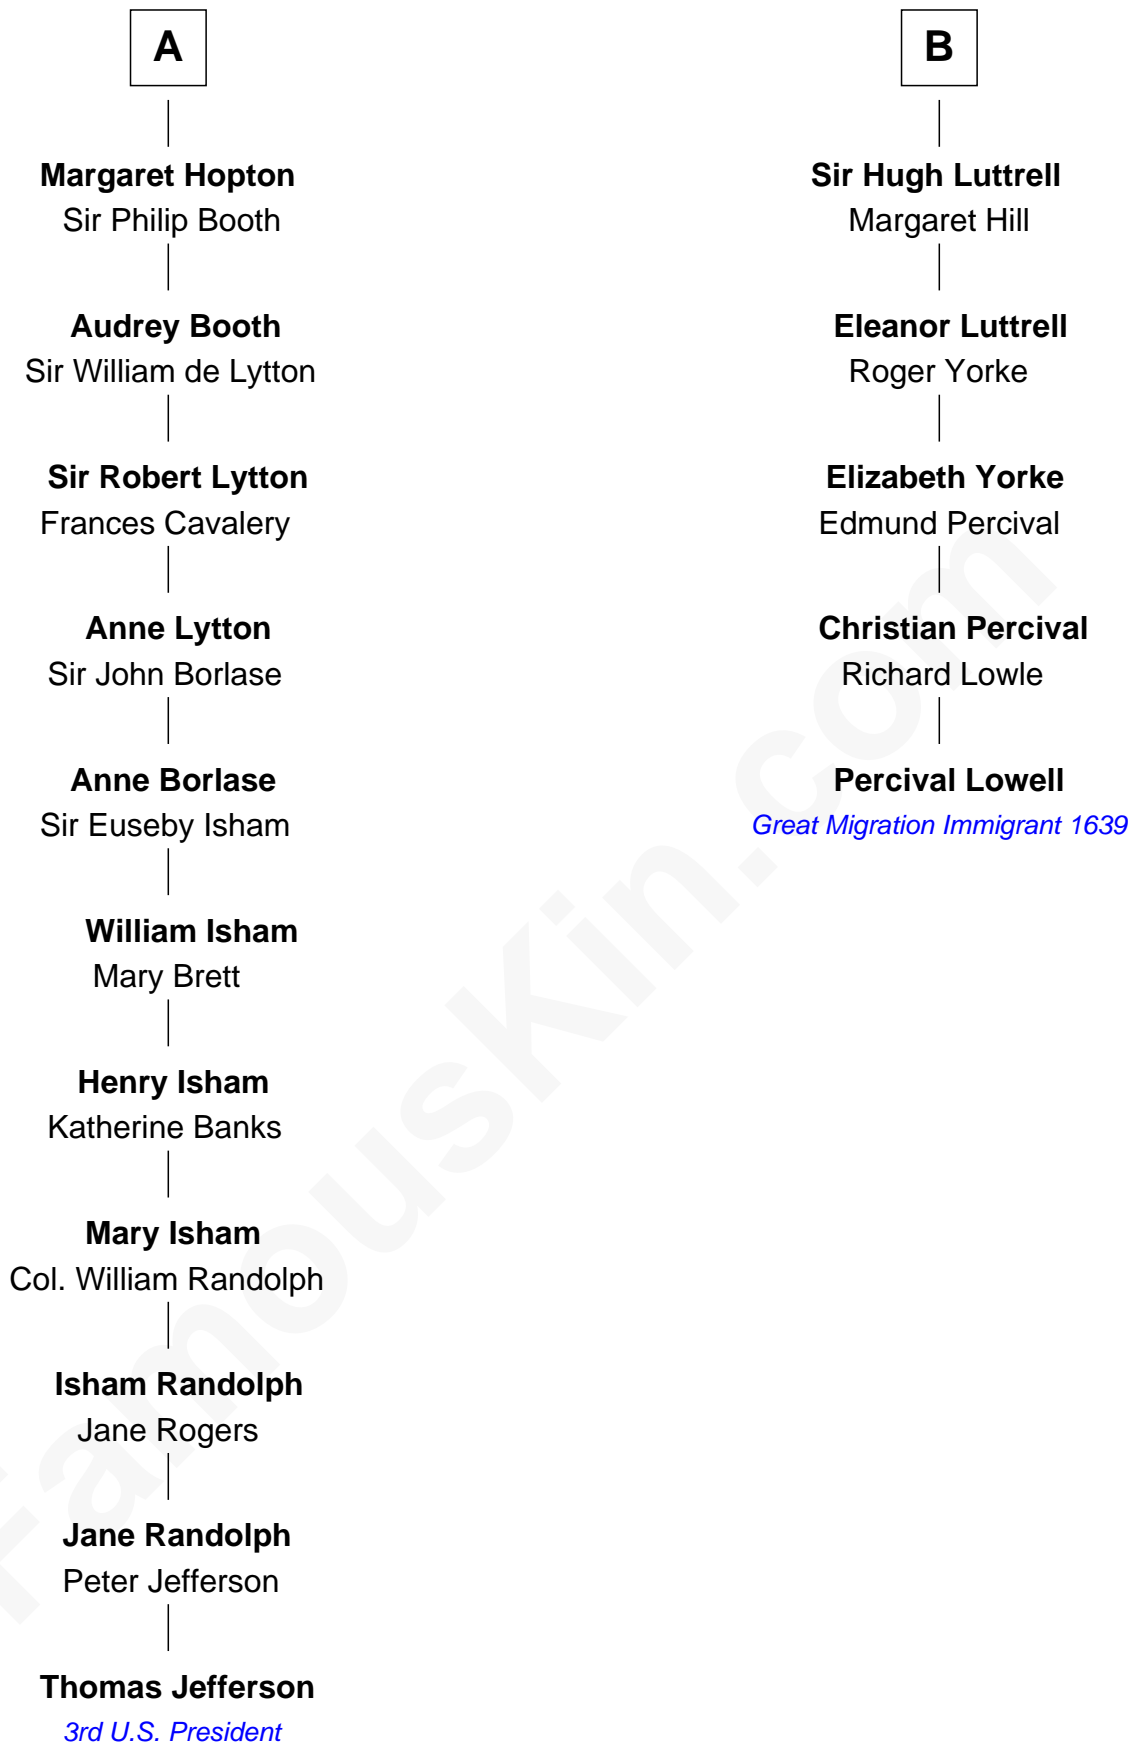 A
Margaret Hopton
Sir Philip Booth
Audrey Booth
Sir William de Lytton
Sir Robert Lytton
Frances Cavalery
Anne Lytton
Sir John Borlase
Anne Borlase
Sir Euseby Isham
William Isham
Mary Brett
Henry Isham
Katherine Banks
Mary Isham
Col. William Randolph
Isham Randolph
Jane Rogers
Jane Randolph
Peter Jefferson
Thomas Jefferson
3rd U.S. President
B
Sir Hugh Luttrell
Margaret Hill
Eleanor Luttrell
Roger Yorke
Elizabeth Yorke
Edmund Percival
Christian Percival
Richard Lowle
Percival Lowell
Great Migration Immigrant 1639
FamousKin.com